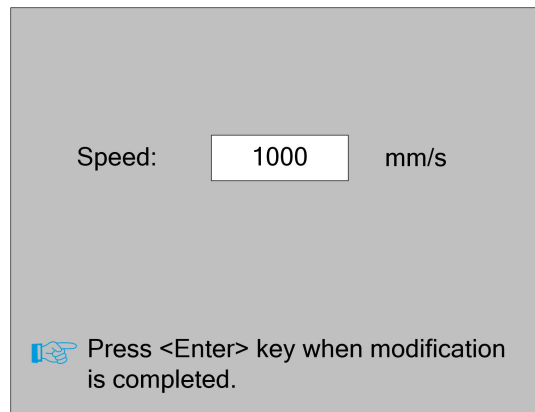 Speed: 1000 mm/s
Press <Enter> key when modification
is completed.